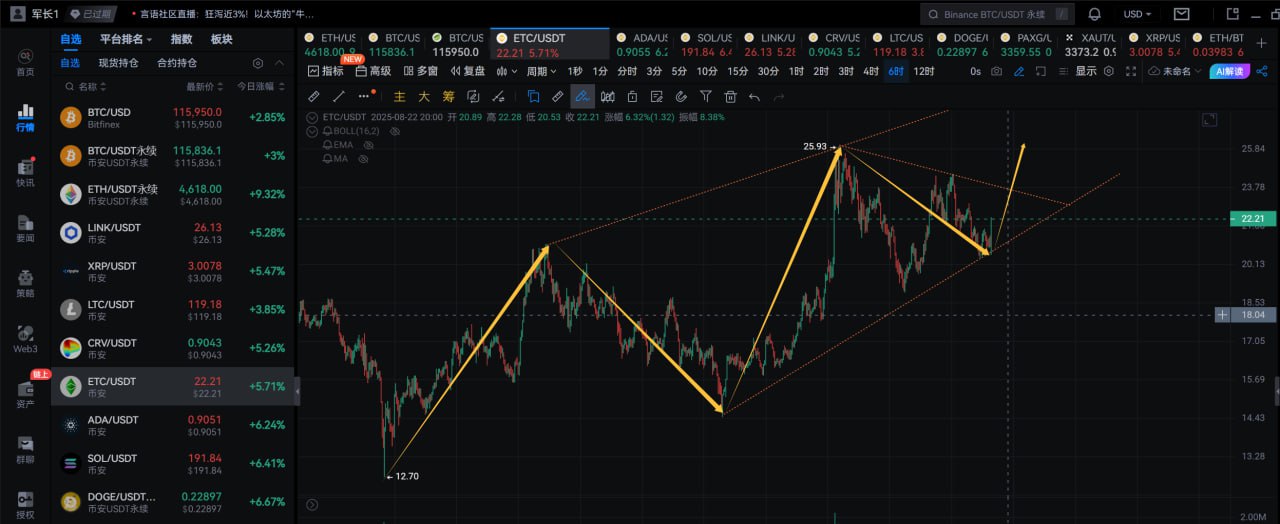 军长1 已过期 言语社区直播：狂泻近3%！以太坊的“牛... Binance BTC/USDT 永续 / USD
首页
行情
快讯
要闻
策略
Web3
链上
资产
群聊
授权
自选 平台排名 指数 板块
自选 现货持仓 合约持仓
名称 最新价 今日涨幅
BTC/USD 115,950.0 +2.85%
Bitfinex $115,950.0
BTC/USDT永续 115,836.1 +3%
币安USDT永续 $115,836.1
ETH/USDT永续 4,618.00 +9.32%
币安USDT永续 $4,618.00
LINK/USDT 26.13 +5.28%
币安 $26.13
XRP/USDT 3.0078 +5.47%
币安 $3.0078
LTC/USDT 119.18 +3.85%
币安 $119.18
CRV/USDT 0.9043 +5.26%
币安 $0.9043
ETC/USDT 22.21 +5.71%
币安 $22.21
ADA/USDT 0.9051 +6.24%
币安 $0.9051
SOL/USDT 191.84 +6.41%
币安 $191.84
DOGE/USDT... 0.22897 +6.67%
币安USDT永续 $0.22897
ETH/US BTC/US BTC/US ETC/USDT ADA/US SOL/US LINK/U CRV/US LTC/US DOGE/ PAXG/ XAUT/ XRP/US ETH/BT
4618.00 9 115836.1 115950.0 22.21 5.71% 0.9055 6.2 191.84 6.4 26.13 5.28 0.9043 5.2 119.18 3.8 0.22897 6 3359.55 0 3373.2 0. 3.0078 5.4 0.03983 6
指标 NEW 高级 多窗 复盘 周期 1秒 1分 分时 3分 5分 10分 15分 30分 1时 2时 3时 4时 6时 12时 0s 显示 未命名 AI解读
主 大 筹
ETC/USDT 2025-08-22 20:00 开 20.89 高 22.28 低 20.53 收 22.21 涨幅 6.32%(1.32) 振幅 8.38%
BOLL(16,2)
EMA
MA
25.93
12.70
25.84
23.78
22.21
20.13
18.53
18.04
17.05
15.69
14.43
13.28
2.00M